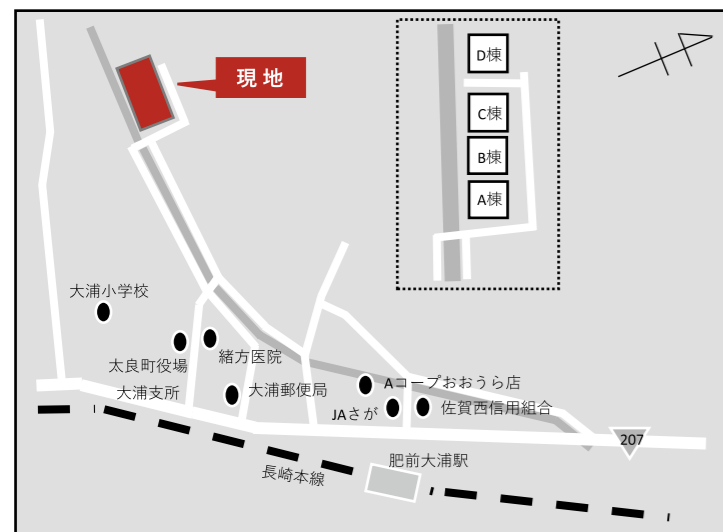 現地
D棟
C棟
B棟
A棟
大浦小学校
太良町役場
大浦支所
緒方医院
大浦郵便局
Aコープおおうら店
JAさが
佐賀西信用組合
207
肥前大浦駅
長崎本線